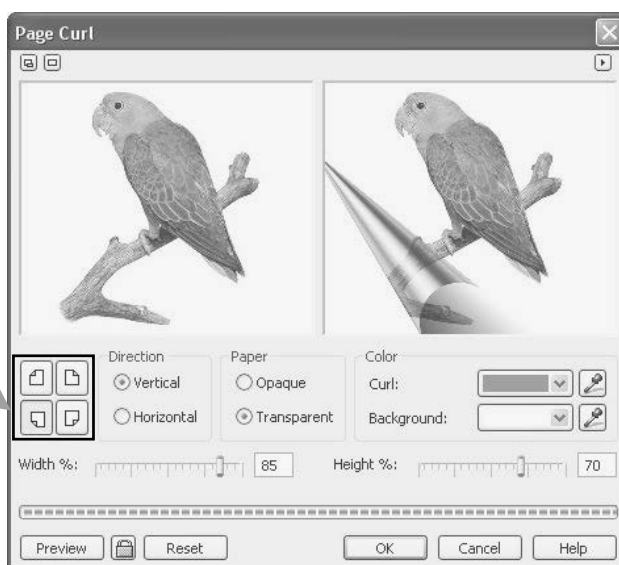 Page Curl
Direction
Vertical
Horizontal
Paper
Opaque
Transparent
Color
Curl:
Background:
Width %: 85 Height %: 70
Preview Reset OK Cancel Help